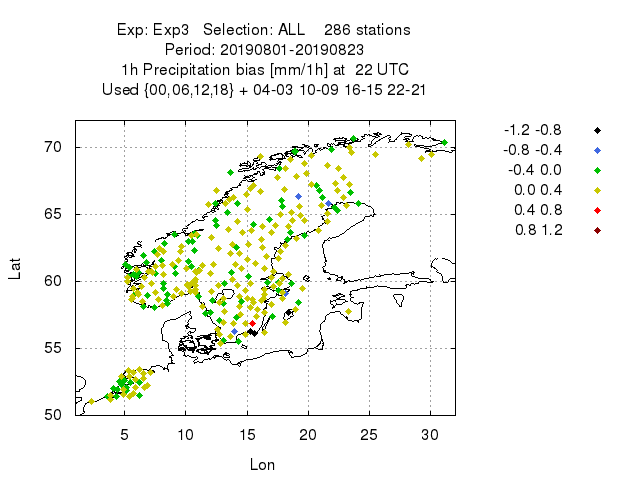 Exp: Exp3   Selection: ALL    286 stations
Period: 20190801-20190823
1h Precipitation bias [mm/1h] at  22 UTC
Used {00,06,12,18} + 04-03 10-09 16-15 22-21
-1.2 -0.8
-0.8 -0.4
-0.4 0.0
0.0 0.4
0.4 0.8
0.8 1.2
70
65
60
55
50
Lat
5 10 15 20 25 30
Lon